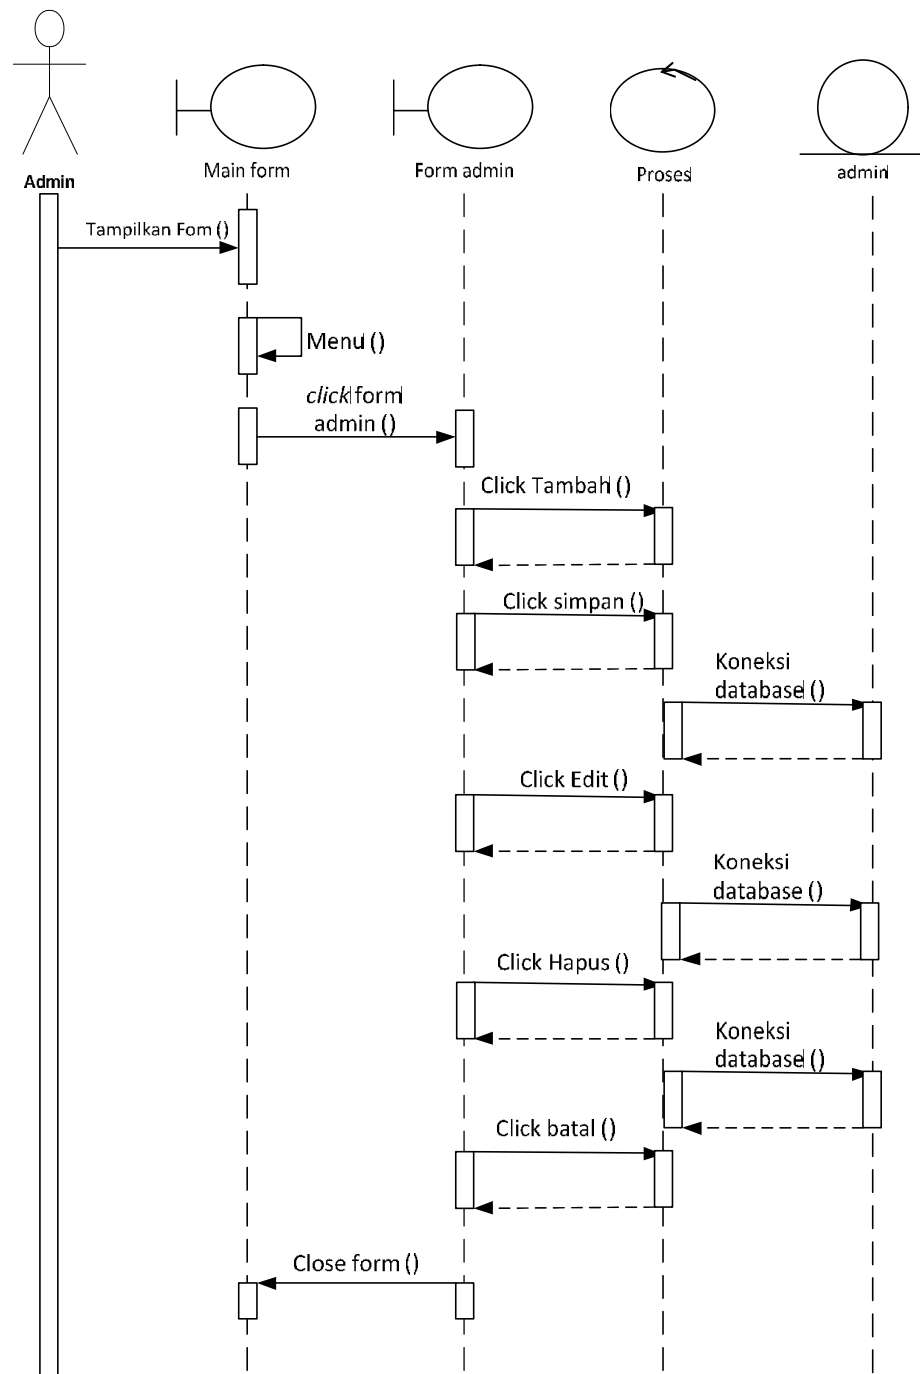 Admin
Main form
Form admin
Proses
admin
Tampilkan Fom ()
Menu ()
click form
admin ()
Click Tambah ()
Click simpan ()
Koneksi
database ()
Click Edit ()
Koneksi
database ()
Click Hapus ()
Koneksi
database ()
Click batal ()
Close form ()